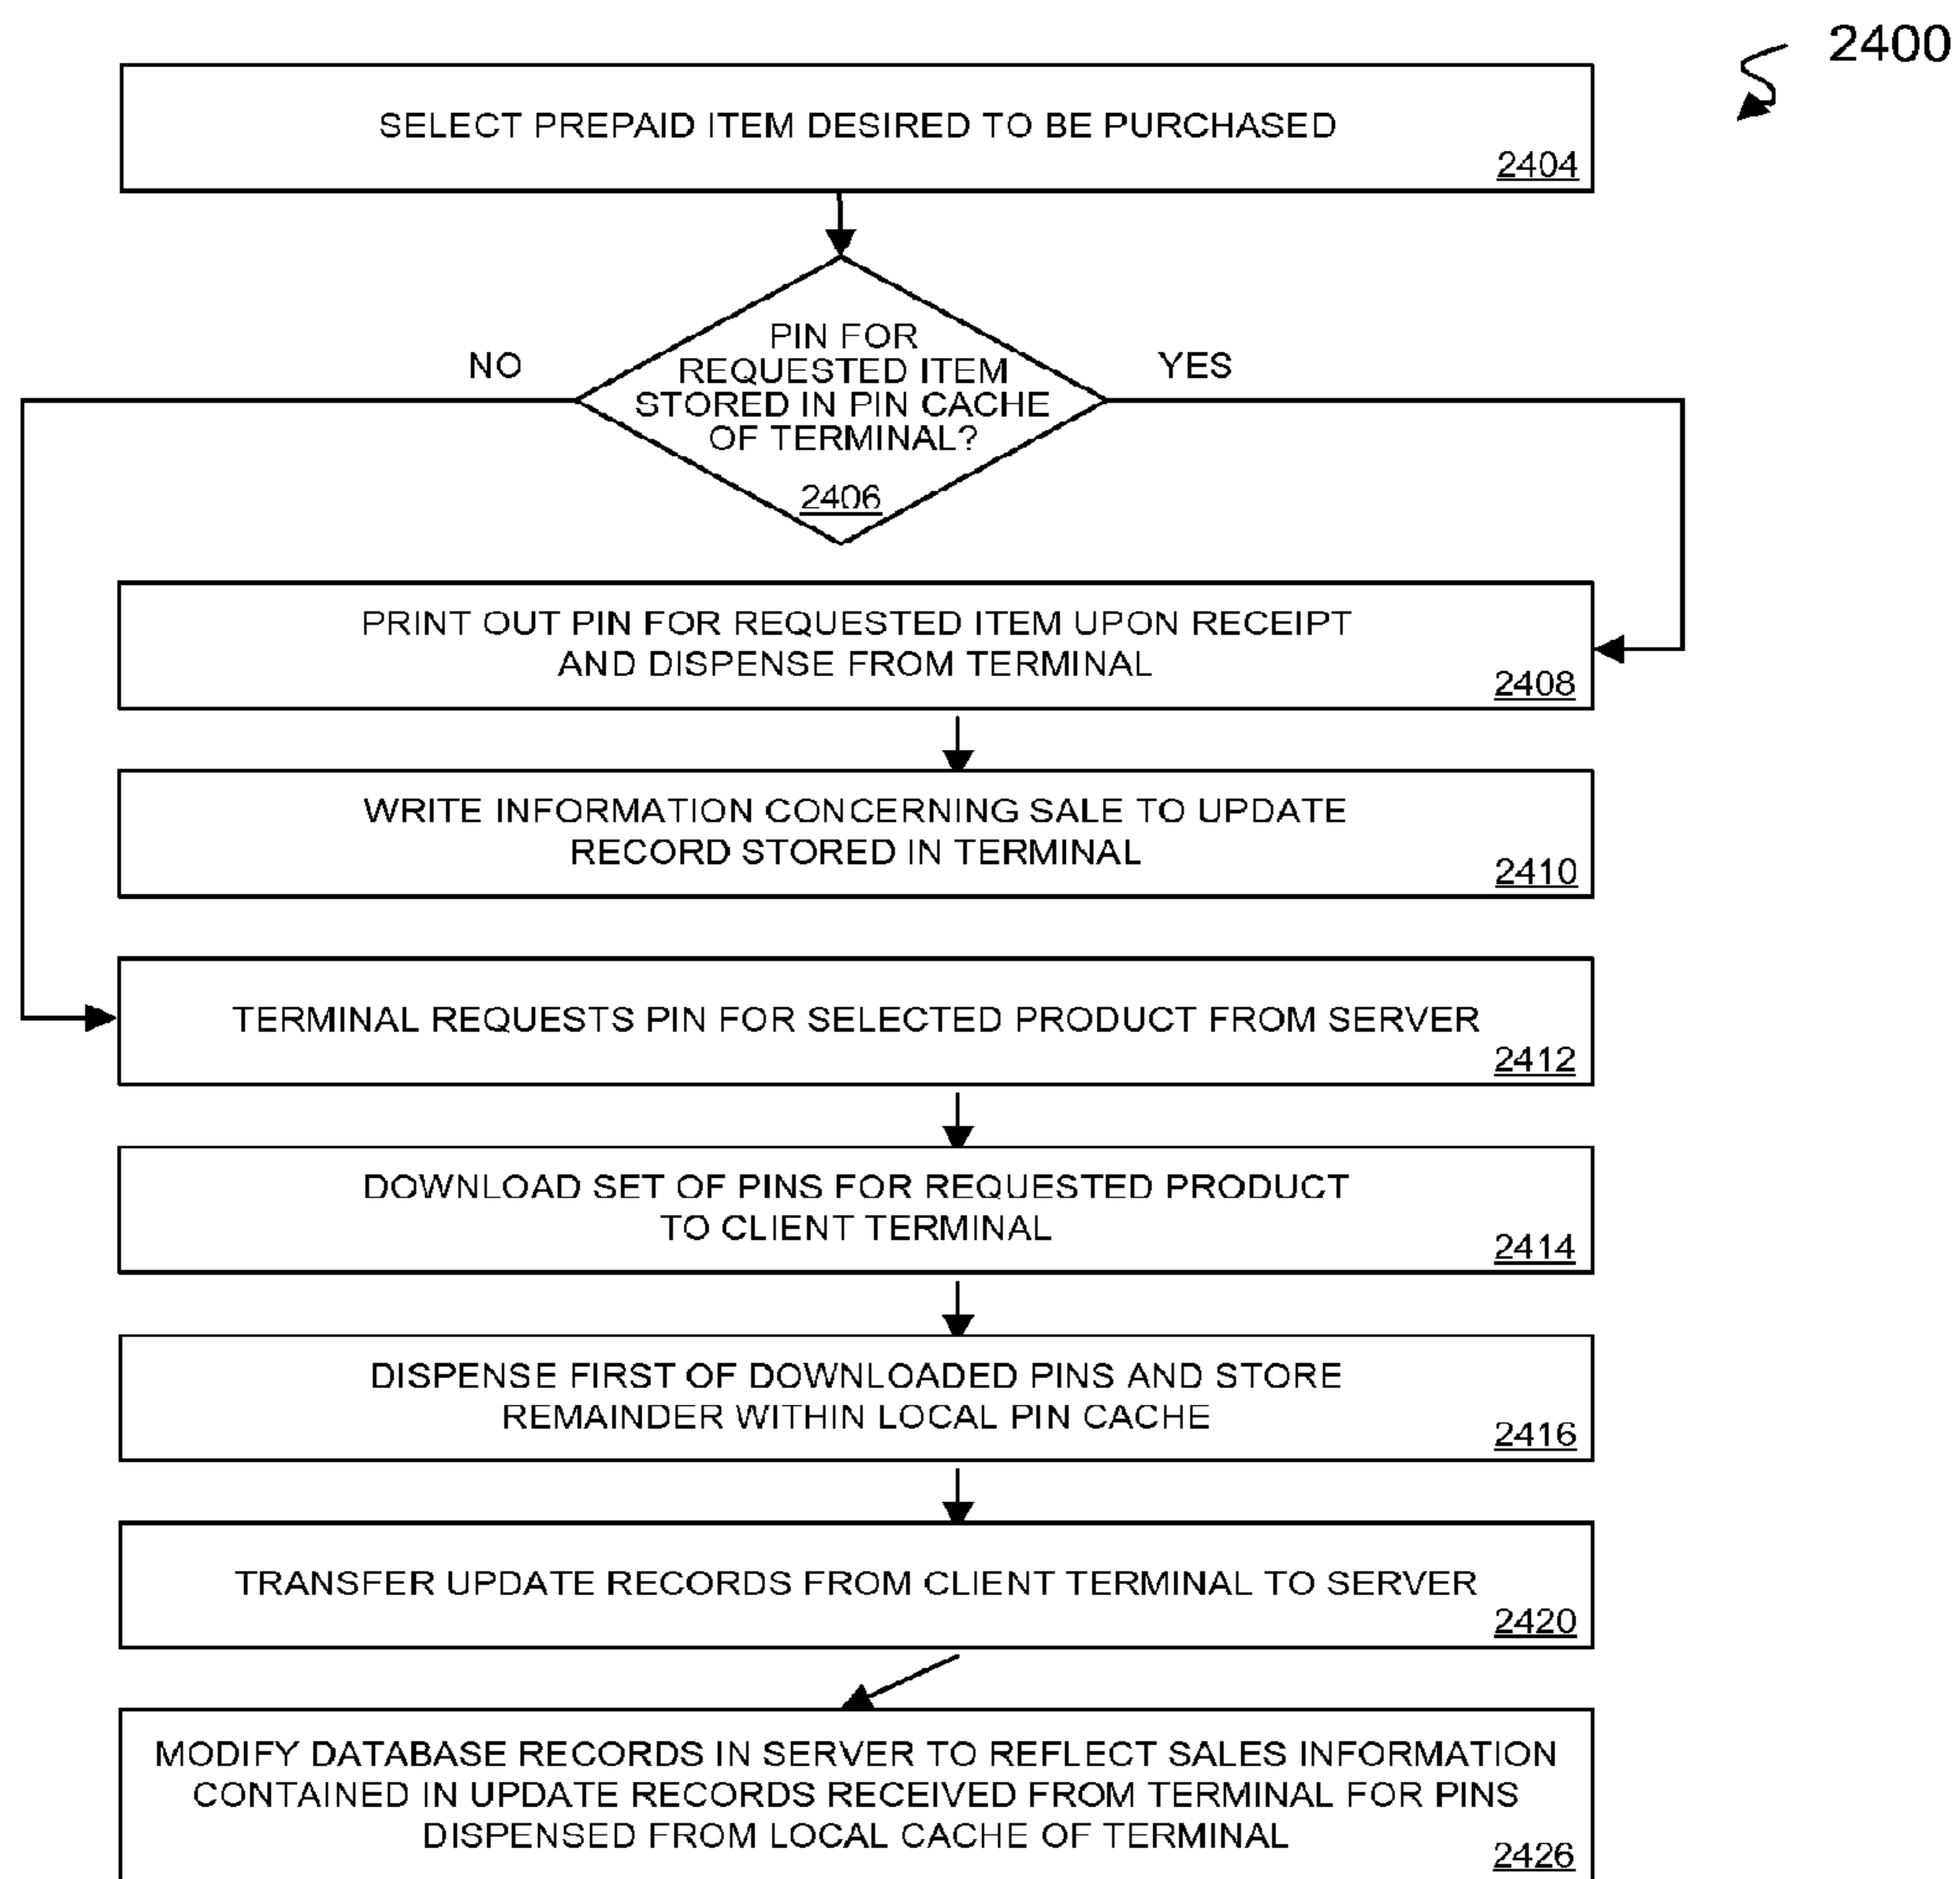 2400
SELECT PREPAID ITEM DESIRED TO BE PURCHASED
2404
PIN FOR
REQUESTED ITEM
STORED IN PIN CACHE
OF TERMINAL?
2406
NO
YES
PRINT OUT PIN FOR REQUESTED ITEM UPON RECEIPT
AND DISPENSE FROM TERMINAL
2408
WRITE INFORMATION CONCERNING SALE TO UPDATE
RECORD STORED IN TERMINAL
2410
TERMINAL REQUESTS PIN FOR SELECTED PRODUCT FROM SERVER
2412
DOWNLOAD SET OF PINS FOR REQUESTED PRODUCT
TO CLIENT TERMINAL
2414
DISPENSE FIRST OF DOWNLOADED PINS AND STORE
REMAINDER WITHIN LOCAL PIN CACHE
2416
TRANSFER UPDATE RECORDS FROM CLIENT TERMINAL TO SERVER
2420
MODIFY DATABASE RECORDS IN SERVER TO REFLECT SALES INFORMATION
CONTAINED IN UPDATE RECORDS RECEIVED FROM TERMINAL FOR PINS
DISPENSED FROM LOCAL CACHE OF TERMINAL
2426